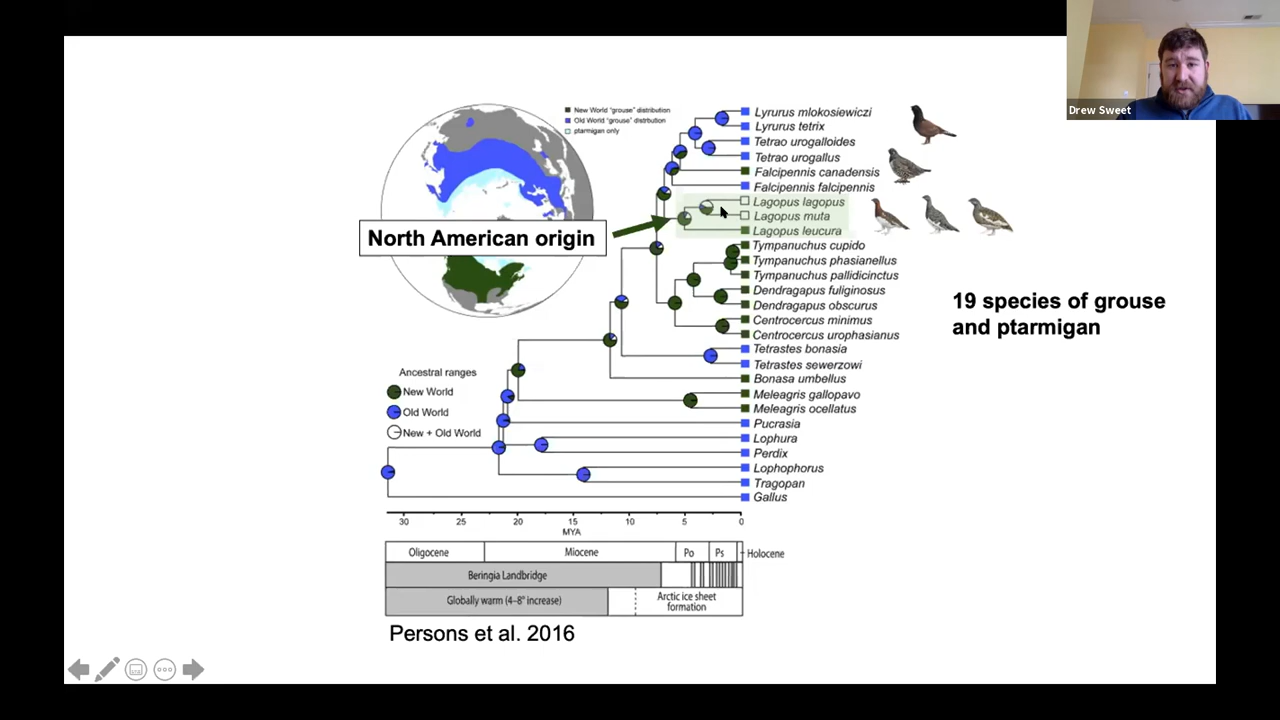 Drew Sweet
New World "grouse" distribution
Old World "grouse" distrbution
ptarmigan only
North American origin
Lyrurus mlokosiewiczi
Lyrurus tetrix
Tetrao urogalloides
Tetrao urogallus
Falcipennis canadensis
Falcipennis falcipennis
Lagopus lagopus
Lagopus muta
Lagopus leucura
Tympanuchus cupido
Tympanuchus phasianellus
Tympanuchus pallidicinctus
Dendragapus fuliginosus
Dendragapus obscurus
Centrocercus minimus
Centrocercus urophasianus
Tetrastes bonasia
Tetrastes sewerzowi
Bonasa umbellus
Meleagris gallopavo
Meleagris ocellatus
Pucrasia
Lophura
Perdix
Lophophorus
Tragopan
Gallus
19 species of grouse
and ptarmigan
Ancestral ranges
New World
Old World
New + Old World
30 25 20 15 10 5 0
MYA
Oligocene Miocene Po Ps Holocene
Beringia Landbridge
Globally warm (4–8° increase)
Arctic ice sheet
formation
Persons et al. 2016